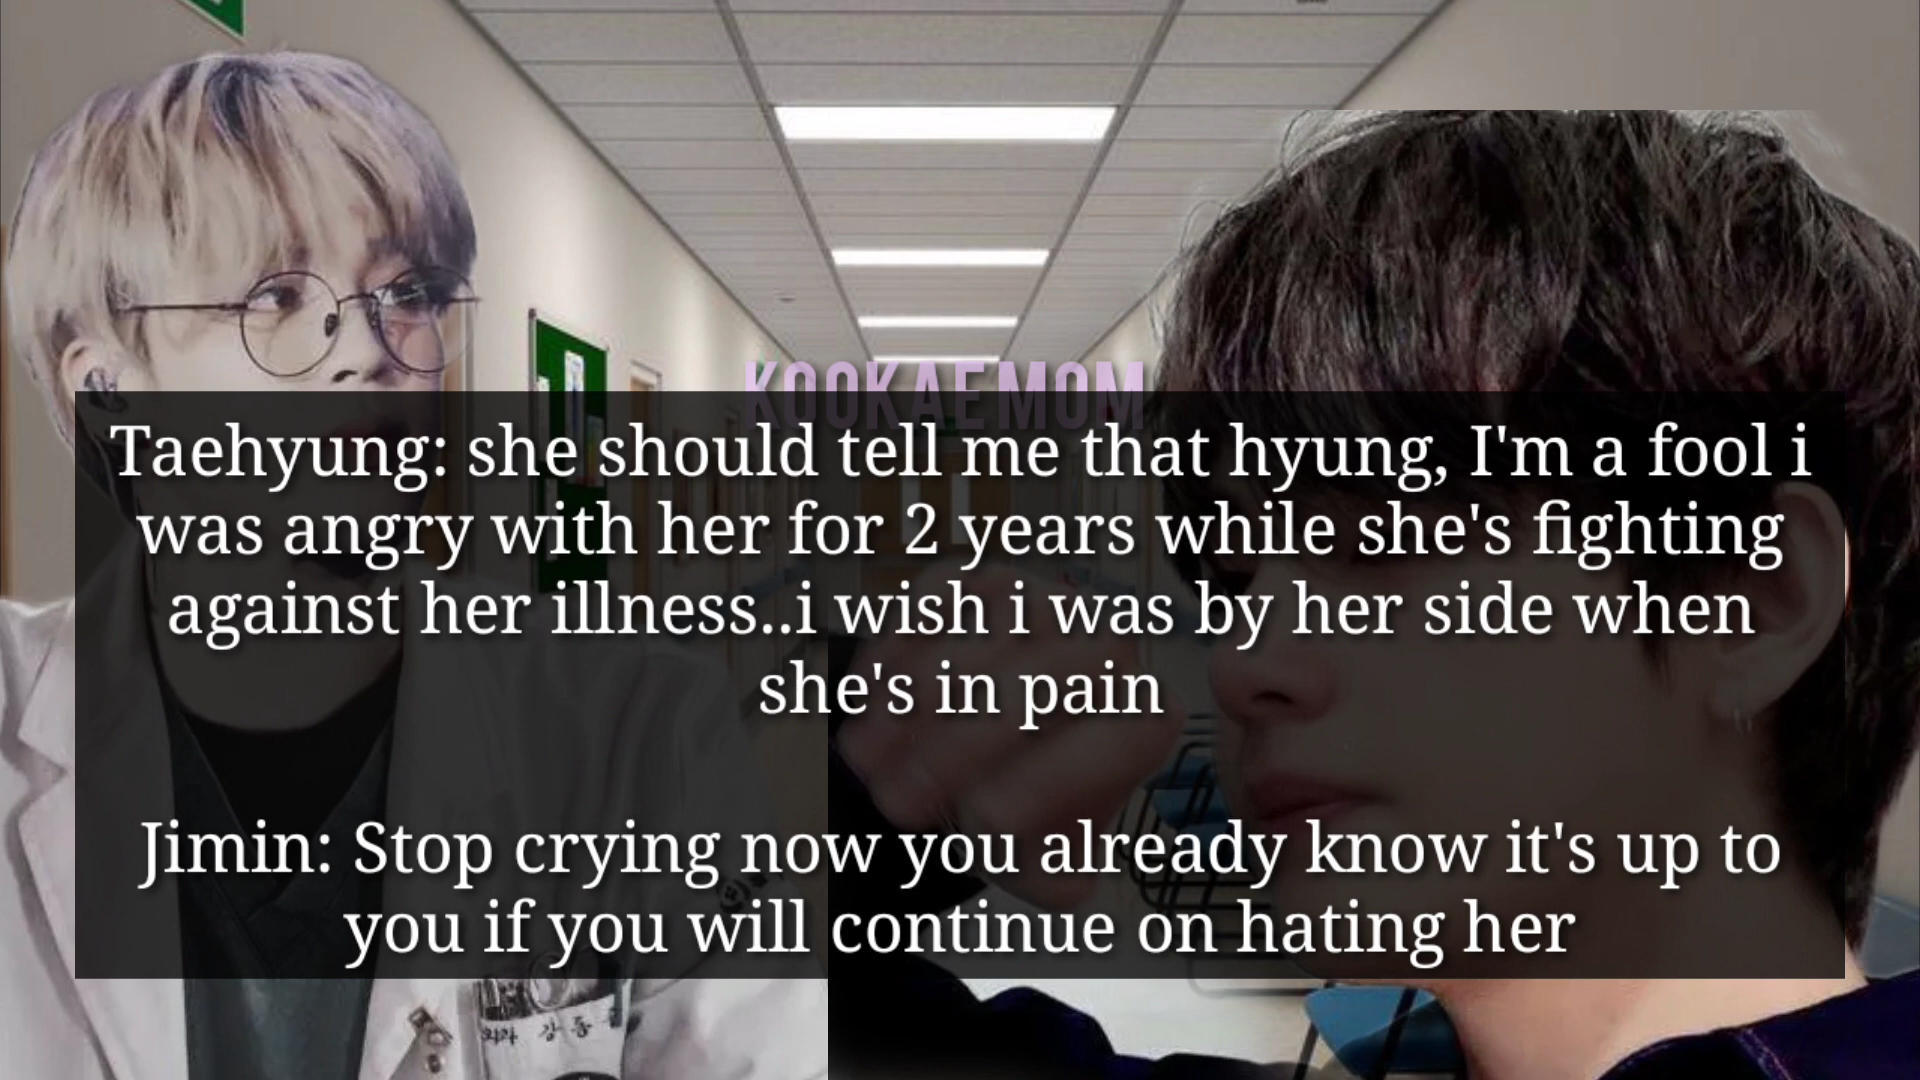 KOOKAEMOM
Taehyung: she should tell me that hyung, I'm a fool i
was angry with her for 2 years while she's fighting
against her illness..i wish i was by her side when
she's in pain
Jimin: Stop crying now you already know it's up to
you if you will continue on hating her
강동